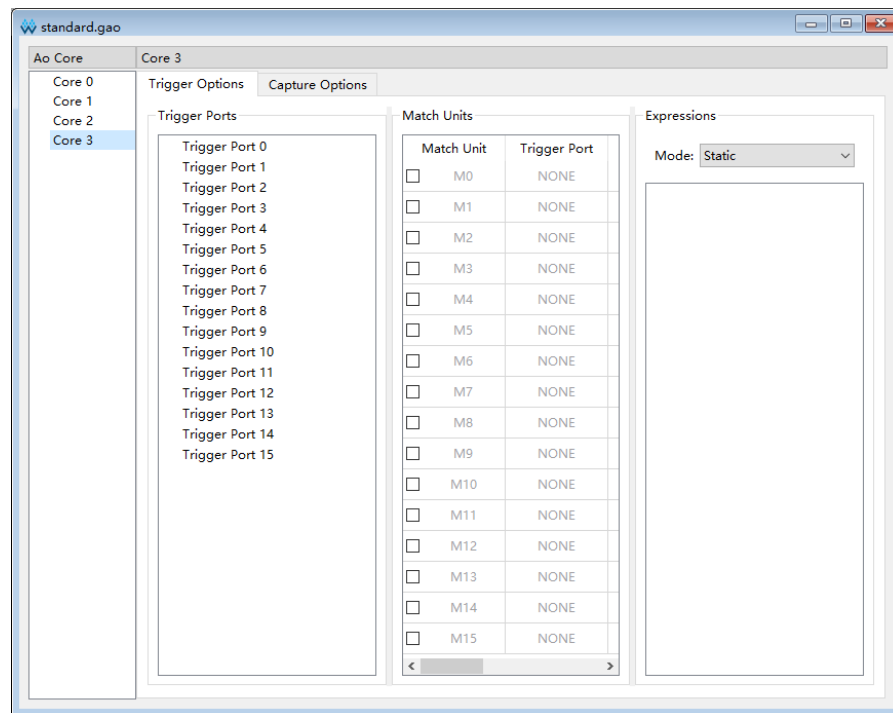 standard.gao
Ao Core
Core 3
Core 0
Core 1
Core 2
Core 3
Trigger Options
Capture Options
Trigger Ports
Trigger Port 0
Trigger Port 1
Trigger Port 2
Trigger Port 3
Trigger Port 4
Trigger Port 5
Trigger Port 6
Trigger Port 7
Trigger Port 8
Trigger Port 9
Trigger Port 10
Trigger Port 11
Trigger Port 12
Trigger Port 13
Trigger Port 14
Trigger Port 15
Match Units
Match Unit Trigger Port
M0 NONE
M1 NONE
M2 NONE
M3 NONE
M4 NONE
M5 NONE
M6 NONE
M7 NONE
M8 NONE
M9 NONE
M10 NONE
M11 NONE
M12 NONE
M13 NONE
M14 NONE
M15 NONE
Expressions
Mode: Static